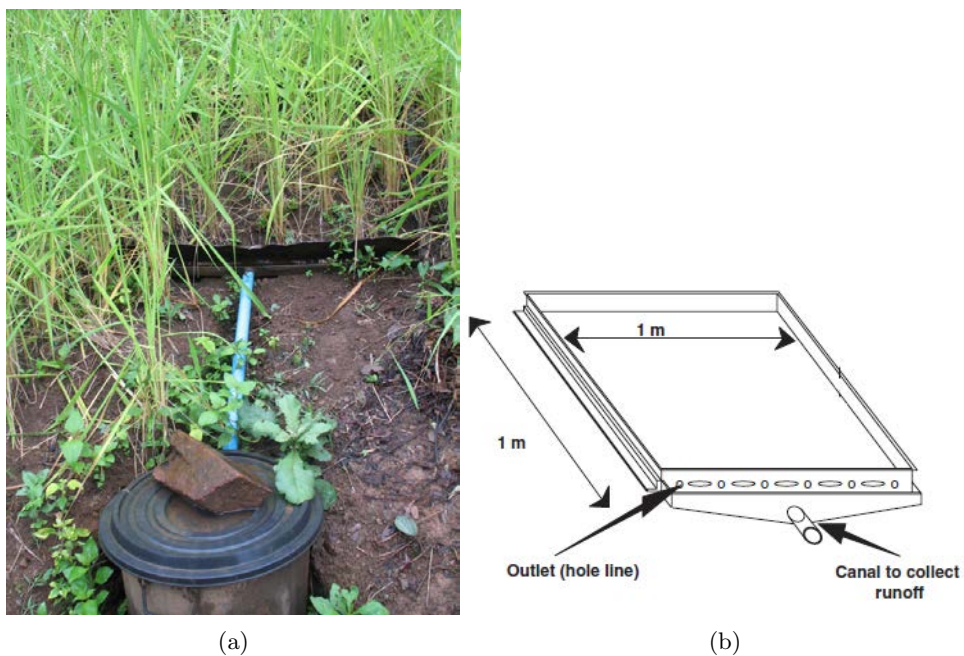 1 m
1 m
Outlet (hole line)
Canal to collect
runoff
(a)
(b)